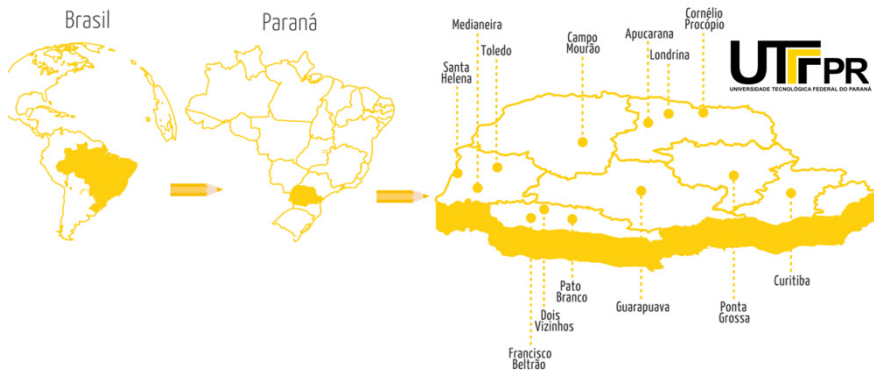 Brasil
Paraná
Santa
Helena
Medianeira
Toledo
Campo
Mourão
Apucarana
Londrina
Cornélio
Procópio
UTFPR
UNIVERSIDADE TECNOLÓGICA FEDERAL DO PARANÁ
Francisco
Beltrão
Dois
Vizinhos
Pato
Branco
Guarapuava
Ponta
Grossa
Curitiba